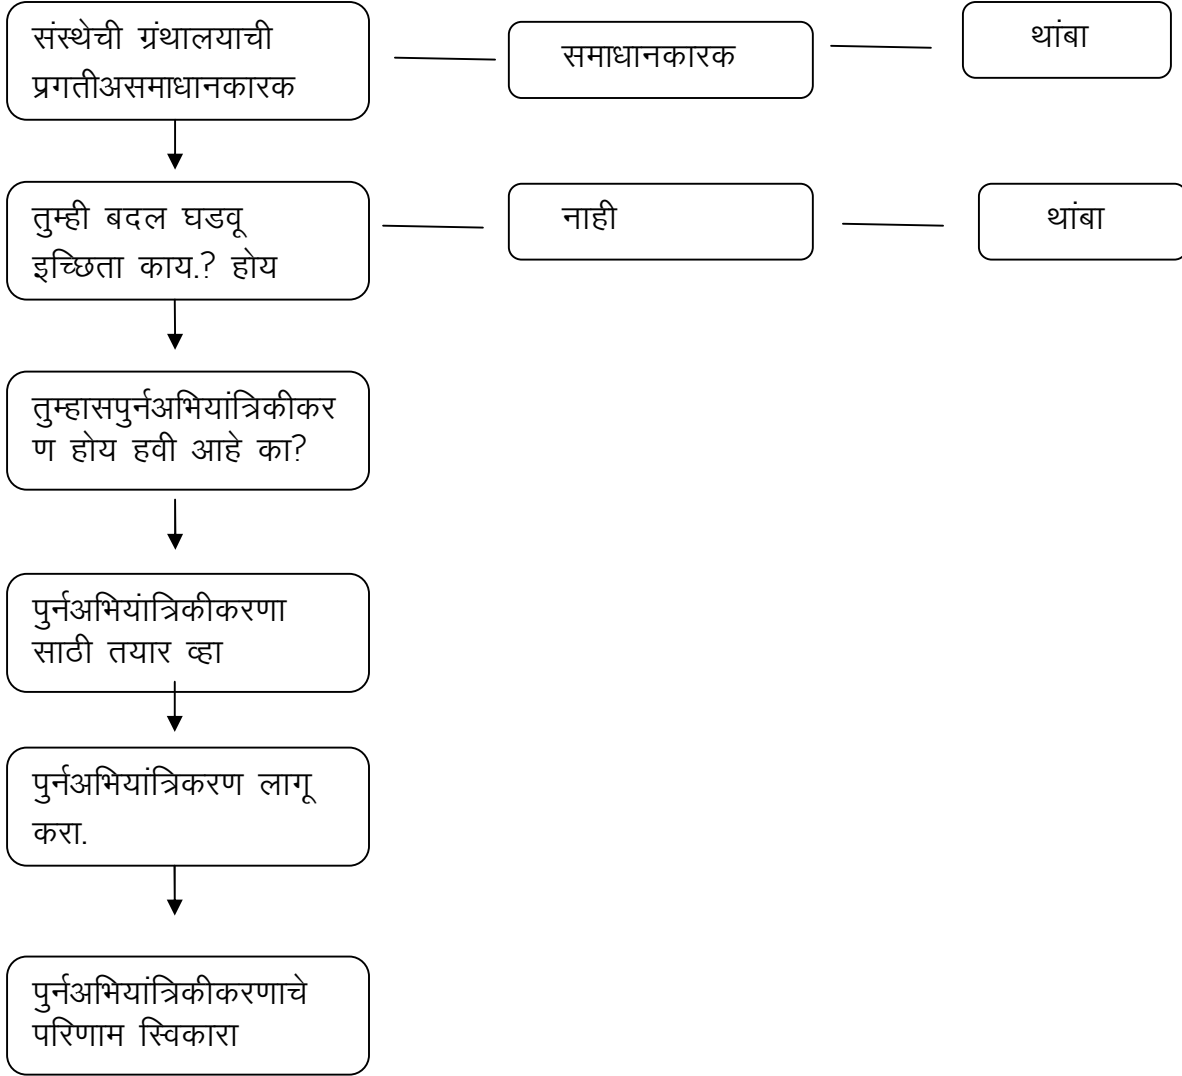 संस्थेची ग्रंथालयाची
प्रगतीअसमाधानकारक
समाधानकारक
थांबा
तुम्ही बदल घडवू
इच्छिता काय.? होय
नाही
थांबा
तुम्हासपुर्नअभियांत्रिकीकर
ण होय हवी आहे का?
पुर्नअभियांत्रिकीकरणा
साठी तयार व्हा
पुर्नअभियांत्रिकरण लागू
करा.
पुर्नअभियांत्रिकीकरणाचे
परिणाम स्विकारा